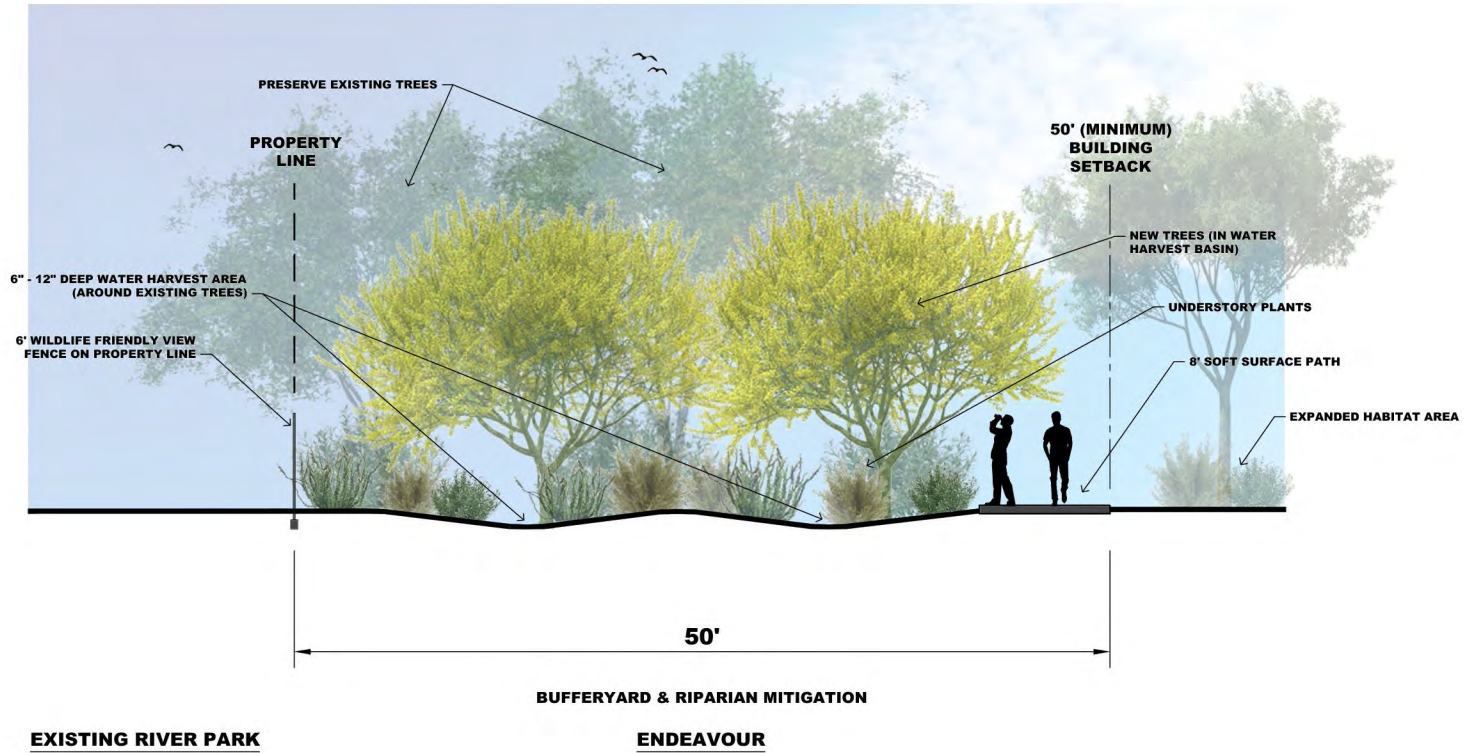 PRESERVE EXISTING TREES
PROPERTY
LINE
50' (MINIMUM)
BUILDING
SETBACK
NEW TREES (IN WATER
HARVEST BASIN)
6" - 12" DEEP WATER HARVEST AREA
(AROUND EXISTING TREES)
UNDERSTORY PLANTS
6' WILDLIFE FRIENDLY VIEW
FENCE ON PROPERTY LINE
8' SOFT SURFACE PATH
EXPANDED HABITAT AREA
50'
BUFFERYARD & RIPARIAN MITIGATION
EXISTING RIVER PARK
ENDEAVOUR